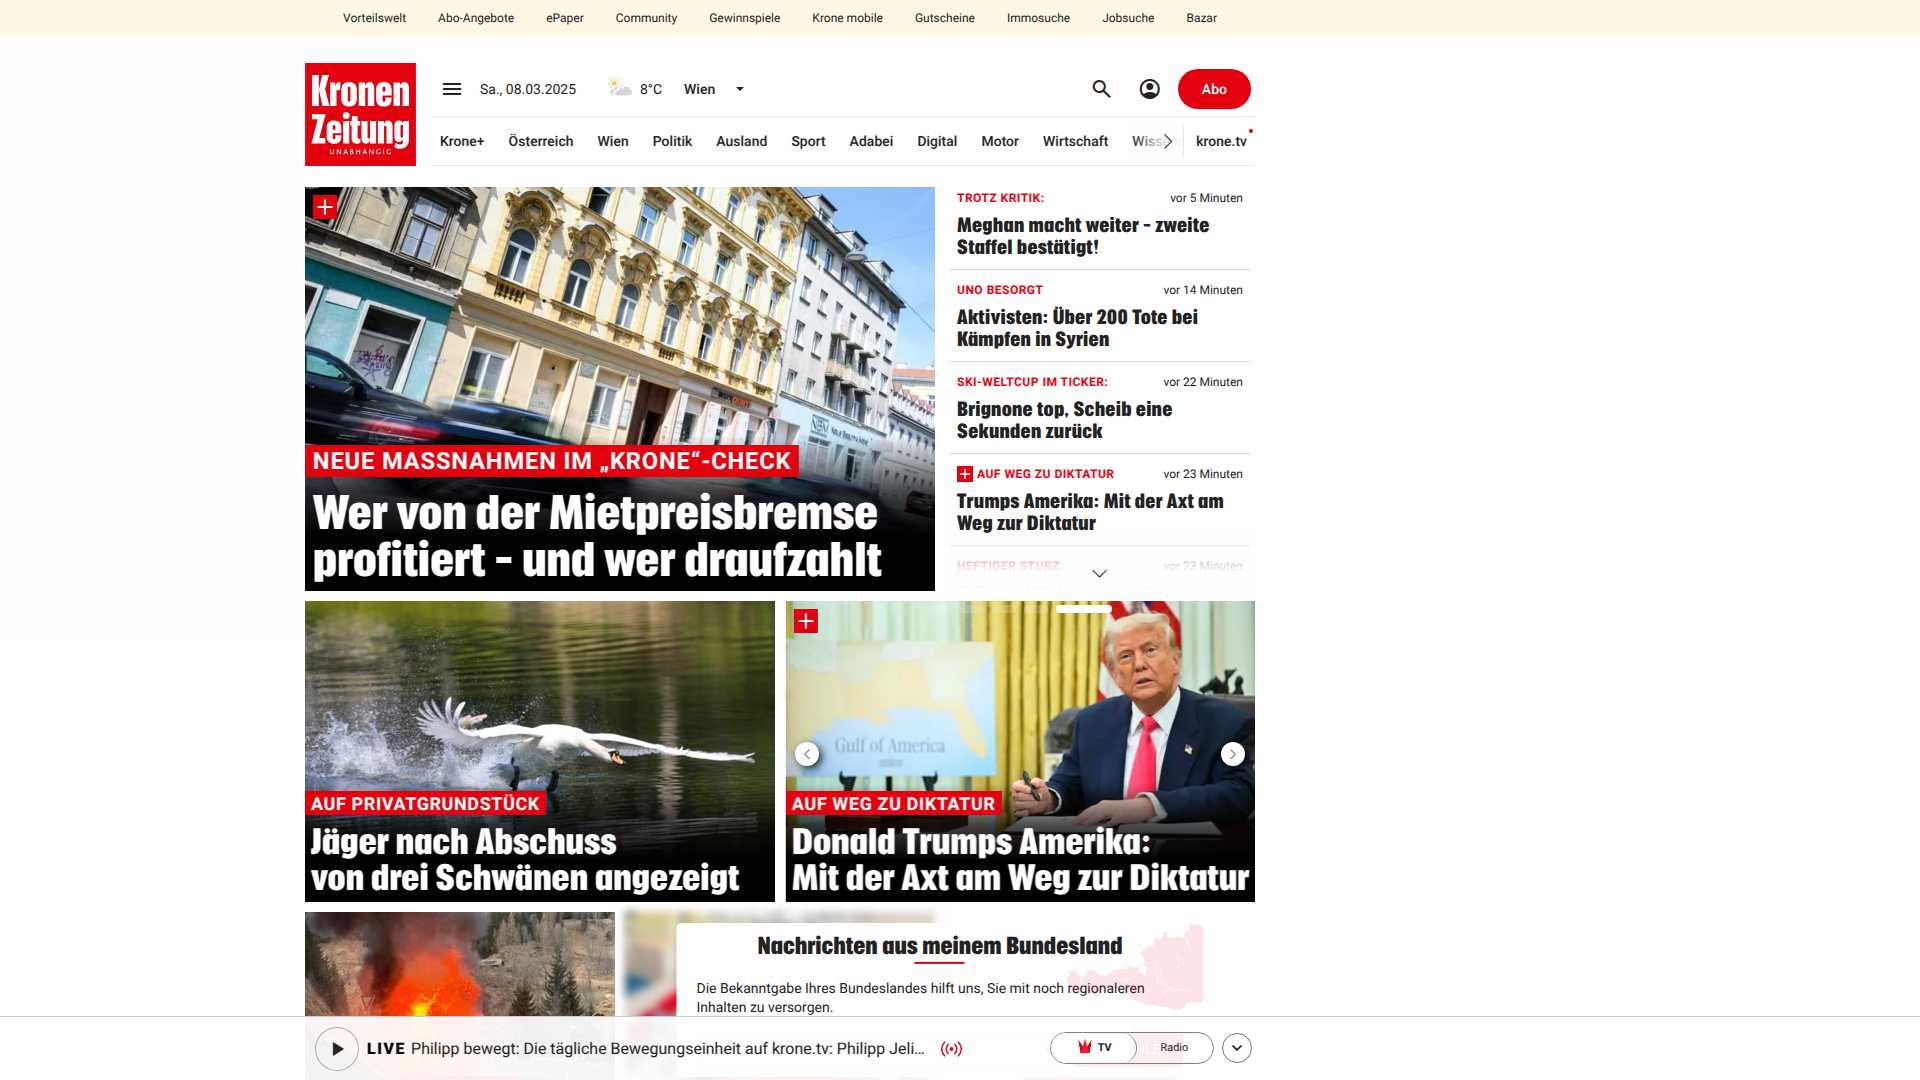 Vorteilswelt Abo-Angebote ePaper Community Gewinnspiele Krone mobile Gutscheine Immosuche Jobsuche Bazar
Kronen
Zeitung
UNABHÄNGIG
Sa., 08.03.2025 8°C Wien Abo
Krone+ Österreich Wien Politik Ausland Sport Adabei Digital Motor Wirtschaft krone.tv
NEUE MASSNAHMEN IM „KRONE“-CHECK
Wer von der Mietpreisbremse
profitiert – und wer draufzahlt
TROTZ KRITIK: vor 5 Minuten
Meghan macht weiter – zweite
Staffel bestätigt!
UNO BESORGT vor 14 Minuten
Aktivisten: Über 200 Tote bei
Kämpfen in Syrien
SKI-WELTCUP IM TICKER: vor 22 Minuten
Brignone top, Scheib eine
Sekunden zurück
AUF WEG ZU DIKTATUR vor 23 Minuten
Trumps Amerika: Mit der Axt am
Weg zur Diktatur
HEFTIGER STURZ vor 23 Minuten
AUF PRIVATGRUNDSTÜCK
Jäger nach Abschuss
von drei Schwänen angezeigt
Gulf of America
AUF WEG ZU DIKTATUR
Donald Trumps Amerika:
Mit der Axt am Weg zur Diktatur
Nachrichten aus meinem Bundesland
Die Bekanntgabe Ihres Bundeslandes hilft uns, Sie mit noch regionaleren
Inhalten zu versorgen.
LIVE Philipp bewegt: Die tägliche Bewegungseinheit auf krone.tv: Philipp Jeli... TV Radio